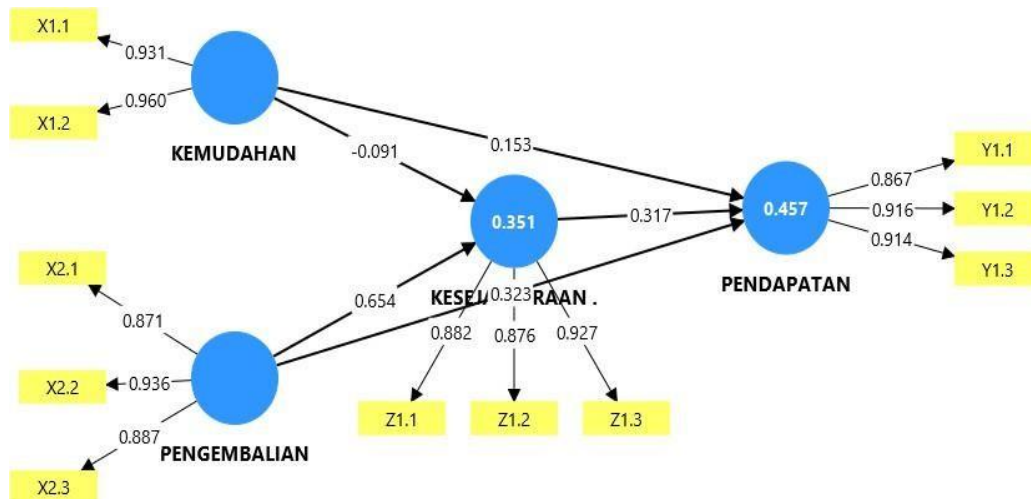 X1.1
0.931
0.960
X1.2
KEMUDAHAN
-0.091
0.153
0.351
0.317
0.457
PENDAPATAN
Y1.1
0.867
0.916
Y1.2
0.914
Y1.3
X2.1
0.871
X2.2
0.936
0.887
X2.3
PENGEMBALIAN
0.654
0.323
0.882
0.876
0.927
Z1.1
Z1.2
Z1.3